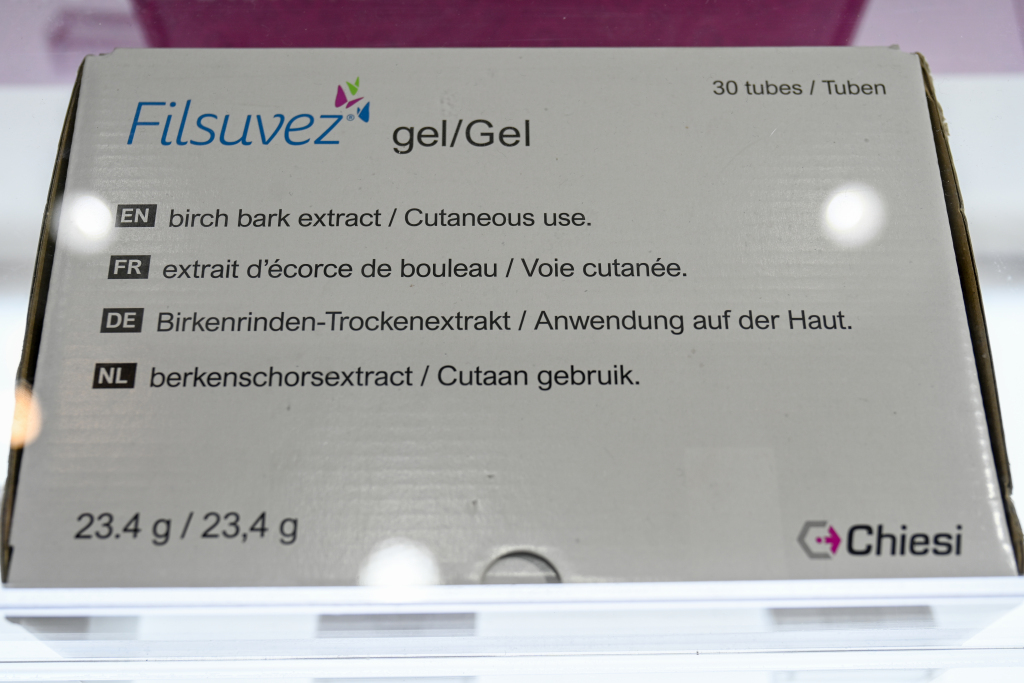 Filsuvez® gel/Gel
30 tubes / Tuben
EN birch bark extract / Cutaneous use.
FR extrait d'écorce de bouleau / Voie cutanée.
DE Birkenrinden-Trockenextrakt / Anwendung auf der Haut.
NL berkenschorsextract / Cutaan gebruik.
23.4 g / 23,4 g
Chiesi